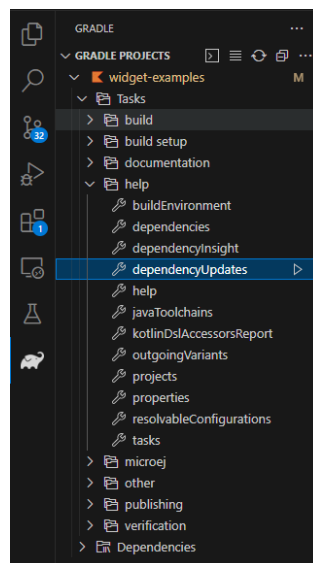 GRADLE
GRADLE PROJECTS
widget-examples M
Tasks
build
build setup
32
documentation
help
buildEnvironment
1
dependencies
dependencyInsight
dependencyUpdates
help
javaToolchains
kotlinDslAccessorsReport
outgoingVariants
projects
properties
resolvableConfigurations
tasks
microej
other
publishing
verification
Dependencies